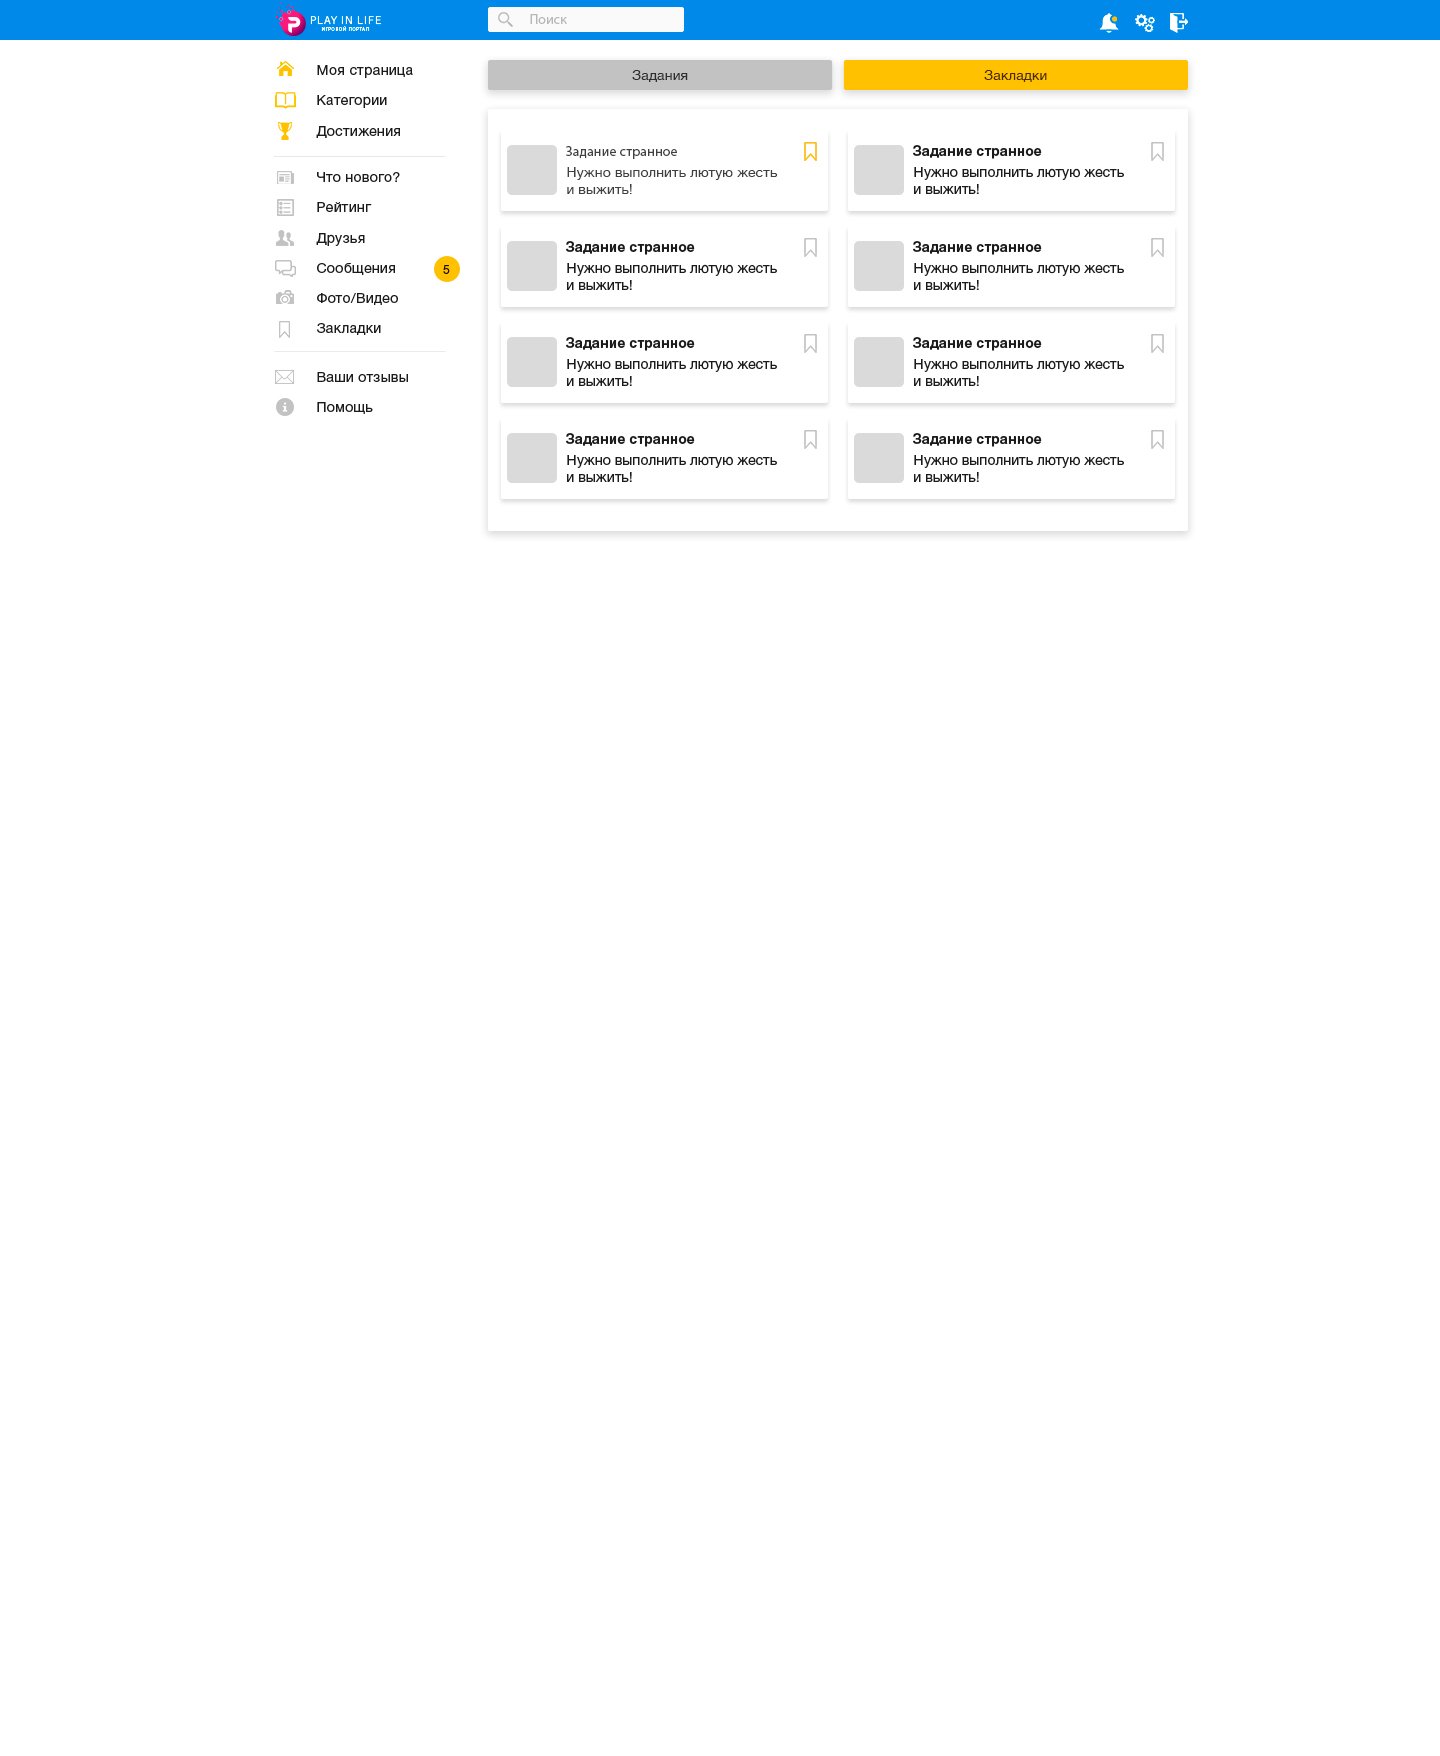 PLAY IN LIFE
ИГРОВОЙ ПОРТАЛ
Поиск
Моя страница
Категории
Достижения
Что нового?
Рейтинг
Друзья
Сообщения 5
Фото/Видео
Закладки
Ваши отзывы
Помощь
Задания
Закладки
Задание странное
Нужно выполнить лютую жесть
и выжить!
Задание странное
Нужно выполнить лютую жесть
и выжить!
Задание странное
Нужно выполнить лютую жесть
и выжить!
Задание странное
Нужно выполнить лютую жесть
и выжить!
Задание странное
Нужно выполнить лютую жесть
и выжить!
Задание странное
Нужно выполнить лютую жесть
и выжить!
Задание странное
Нужно выполнить лютую жесть
и выжить!
Задание странное
Нужно выполнить лютую жесть
и выжить!